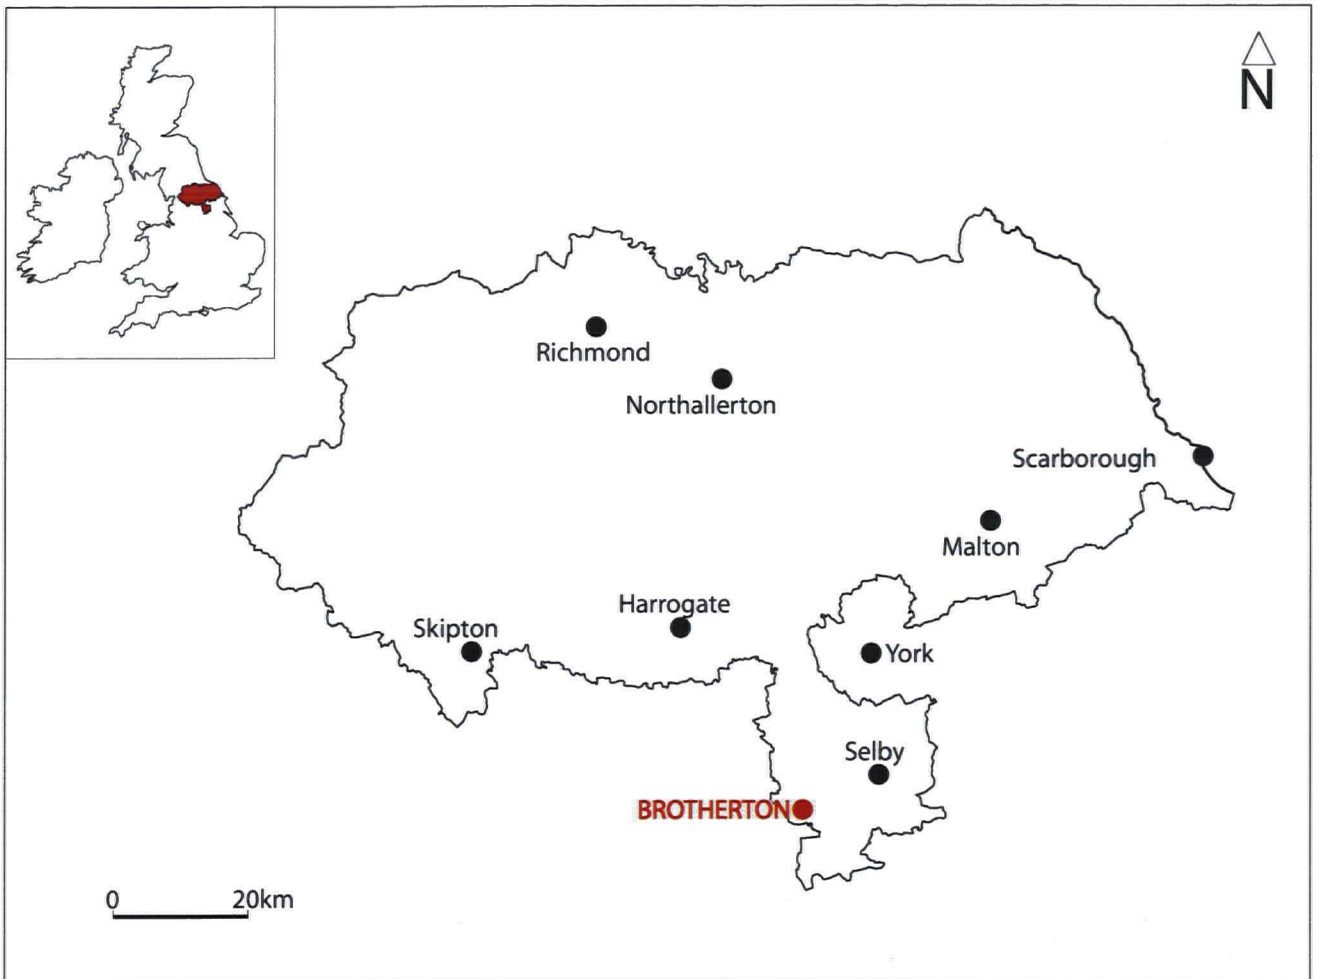 N
Richmond
Northallerton
Scarborough
Malton
Harrogate
Skipton
York
Selby
BROTHERTON
0 20km